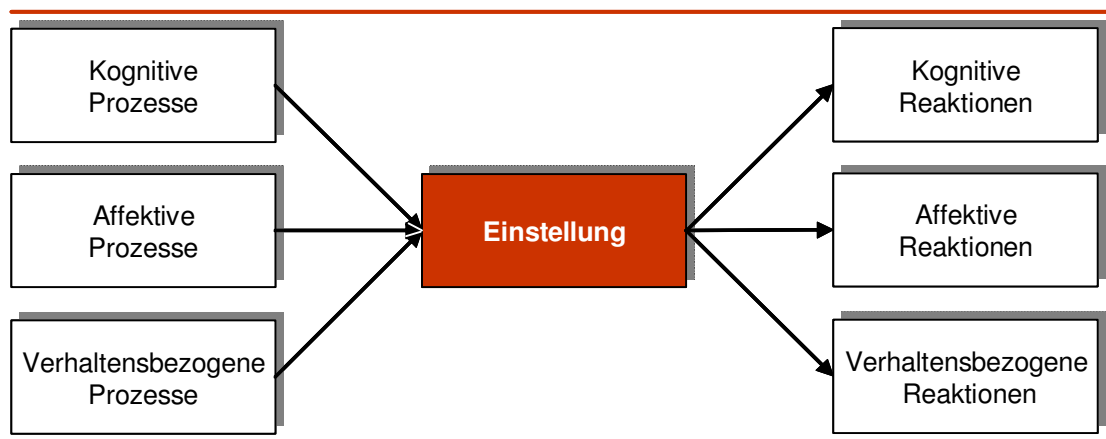 Kognitive
Prozesse
Affektive
Prozesse
Verhaltensbezogene
Prozesse
Einstellung
Kognitive
Reaktionen
Affektive
Reaktionen
Verhaltensbezogene
Reaktionen